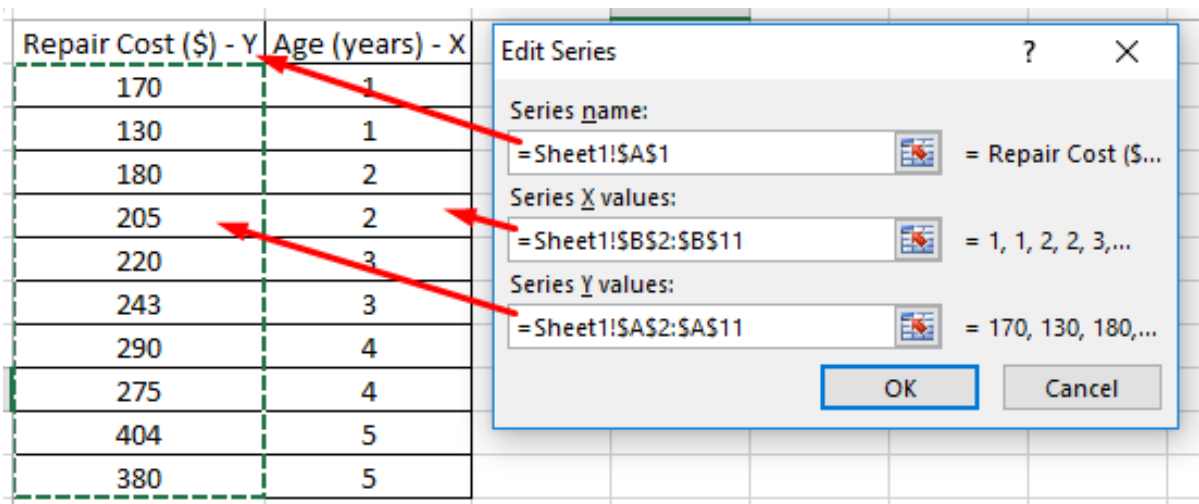 Repair Cost ($) - Y Age (years) - X
170 1
130 1
180 2
205 2
220 3
243 3
290 4
275 4
404 5
380 5
Edit Series ? ×
Series name:
=Sheet1!$A$1 = Repair Cost ($...
Series X values:
=Sheet1!$B$2:$B$11 = 1, 1, 2, 2, 3,...
Series Y values:
=Sheet1!$A$2:$A$11 = 170, 130, 180,...
OK Cancel